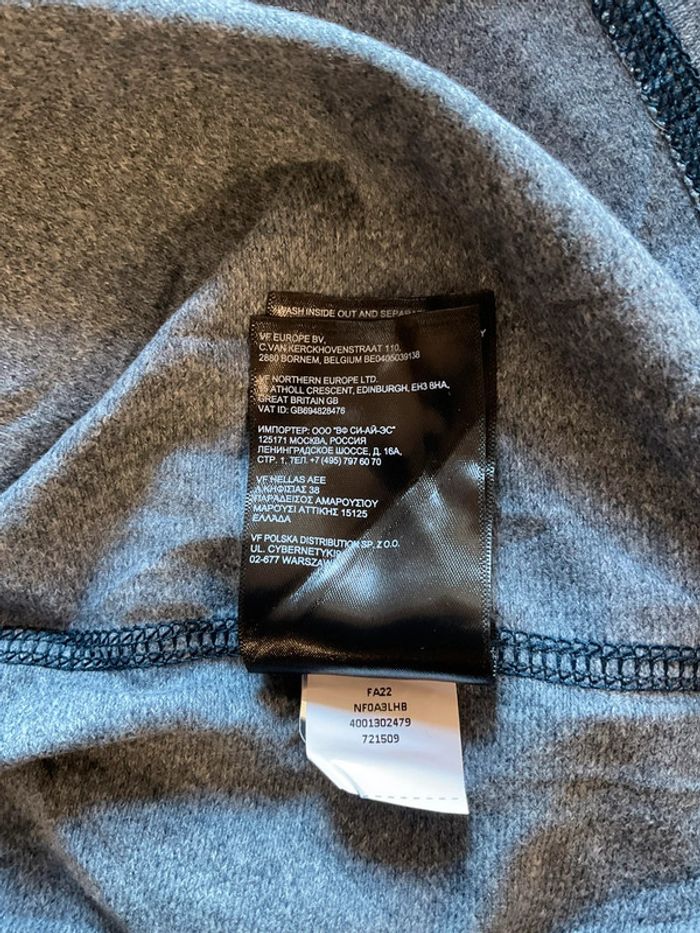 WASH INSIDE OUT AND SEPARA
VF EUROPE BV,
C.VAN KERCKHOVENSTRAAT 110,
2880 BORNEM, BELGIUM BE0405039138
VF NORTHERN EUROPE LTD.
ATHOLL CRESCENT, EDINBURGH, EH3 8HA,
GREAT BRITAIN GB
VAT ID: GB694828476
ИМПОРТЕР: ООО "ВФ СИ-АЙ-ЭС"
125171 МОСКВА, РОССИЯ
ЛЕНИНГРАДСКОЕ ШОССЕ, Д. 16А,
СТР. 1, ТЕЛ. +7 (495) 797 60 70
VF HELLAS AEE
Λ.ΚΗΦΙΣΙΑΣ 38
ΠΑΡΑΔΕΙΣΟΣ ΑΜΑΡΟΥΣΙΟΥ
ΜΑΡΟΥΣΙ ΑΤΤΙΚΗΣ 15125
ΕΛΛΑΔΑ
VF POLSKA DISTRIBUTION SP. Z O.O.
UL. CYBERNETYKI
02-677 WARSZAW
FA22
NF0A3LHB
4001302479
721509